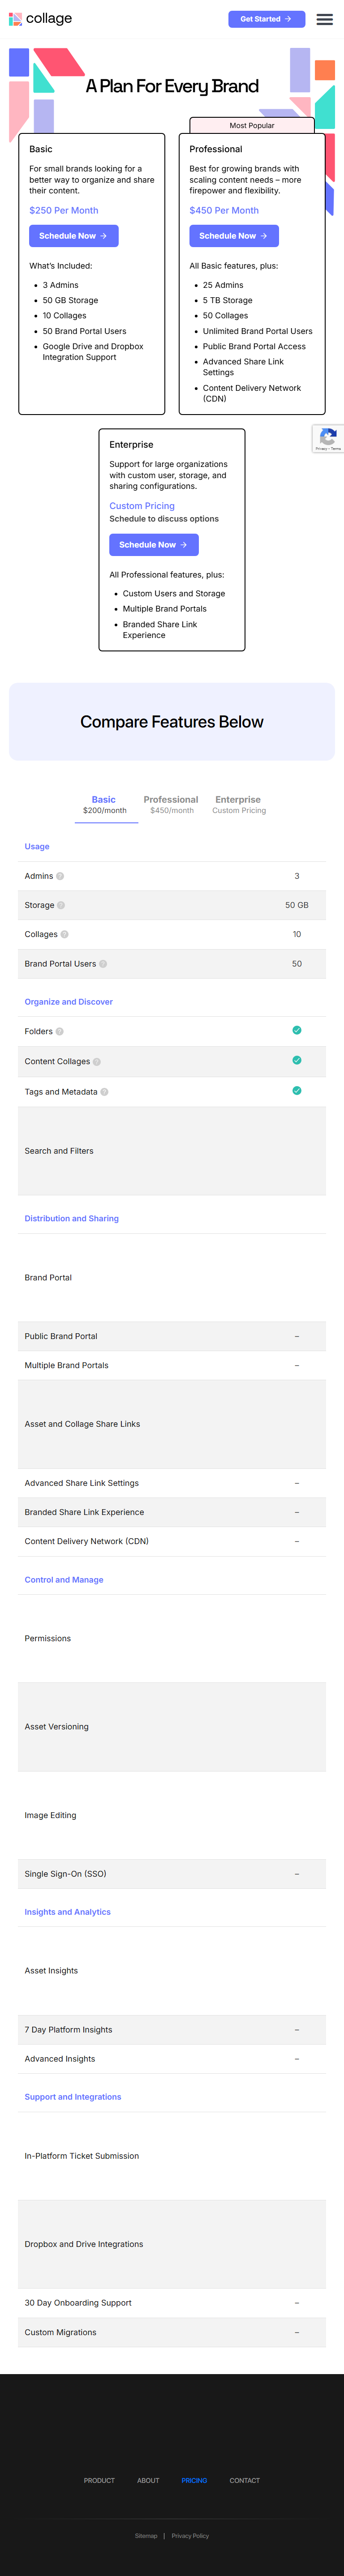 collage
Get Started
A Plan For Every Brand
Basic
For small brands looking for a
better way to organize and share
their content.
$250 Per Month
Schedule Now
What's Included:
3 Admins
50 GB Storage
10 Collages
50 Brand Portal Users
Google Drive and Dropbox
Integration Support
Most Popular
Professional
Best for growing brands with
scaling content needs – more
firepower and flexibility.
$450 Per Month
Schedule Now
All Basic features, plus:
25 Admins
5 TB Storage
50 Collages
Unlimited Brand Portal Users
Public Brand Portal Access
Advanced Share Link
Settings
Content Delivery Network
(CDN)
Privacy - Terms
Enterprise
Support for large organizations
with custom user, storage, and
sharing configurations.
Custom Pricing
Schedule to discuss options
Schedule Now
All Professional features, plus:
Custom Users and Storage
Multiple Brand Portals
Branded Share Link
Experience
Compare Features Below
Basic Professional Enterprise
$200/month $450/month Custom Pricing
Usage
Admins ? 3
Storage ? 50 GB
Collages ? 10
Brand Portal Users ? 50
Organize and Discover
Folders ?
Content Collages ?
Tags and Metadata ?
Search and Filters
Distribution and Sharing
Brand Portal
Public Brand Portal –
Multiple Brand Portals –
Asset and Collage Share Links
Advanced Share Link Settings –
Branded Share Link Experience –
Content Delivery Network (CDN) –
Control and Manage
Permissions
Asset Versioning
Image Editing
Single Sign-On (SSO) –
Insights and Analytics
Asset Insights
7 Day Platform Insights –
Advanced Insights –
Support and Integrations
In-Platform Ticket Submission
Dropbox and Drive Integrations
30 Day Onboarding Support –
Custom Migrations –
PRODUCT ABOUT PRICING CONTACT
Sitemap | Privacy Policy